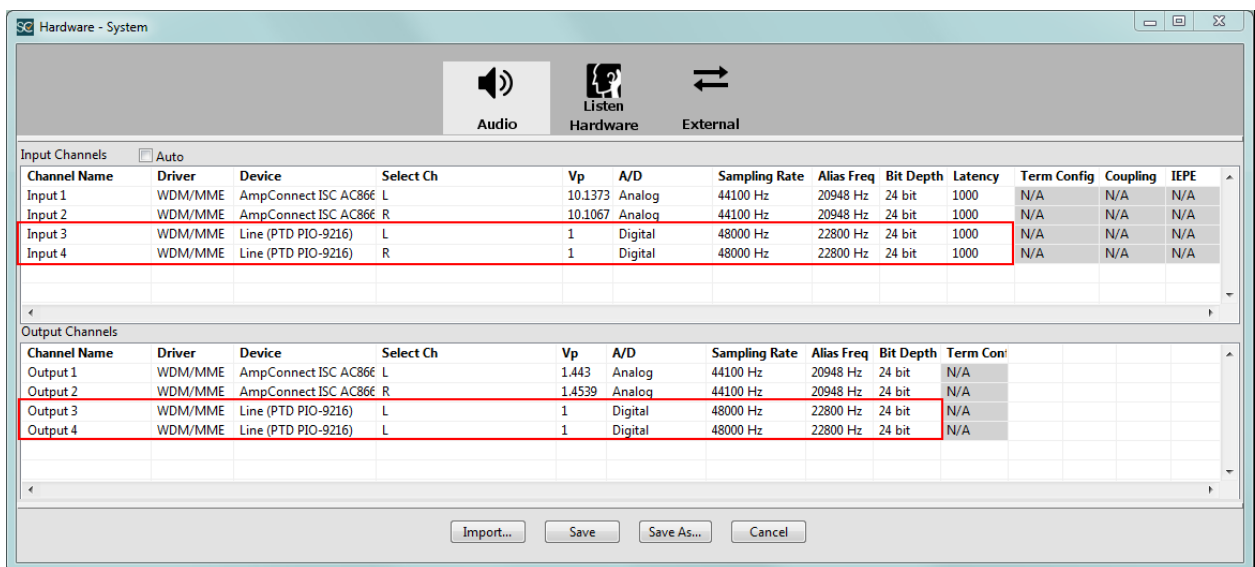 SC Hardware - System
Listen
Audio Hardware External
Input Channels Auto
Channel Name Driver Device Select Ch Vp A/D Sampling Rate Alias Freq Bit Depth Latency Term Config Coupling IEPE
Input 1 WDM/MME AmpConnect ISC AC866 L 10.1373 Analog 44100 Hz 20948 Hz 24 bit 1000 N/A N/A N/A
Input 2 WDM/MME AmpConnect ISC AC866 R 10.1067 Analog 44100 Hz 20948 Hz 24 bit 1000 N/A N/A N/A
Input 3 WDM/MME Line (PTD PIO-9216) L 1 Digital 48000 Hz 22800 Hz 24 bit 1000 N/A N/A N/A
Input 4 WDM/MME Line (PTD PIO-9216) R 1 Digital 48000 Hz 22800 Hz 24 bit 1000 N/A N/A N/A
Output Channels
Channel Name Driver Device Select Ch Vp A/D Sampling Rate Alias Freq Bit Depth Term Conf
Output 1 WDM/MME AmpConnect ISC AC866 L 1.443 Analog 44100 Hz 20948 Hz 24 bit N/A
Output 2 WDM/MME AmpConnect ISC AC866 R 1.4539 Analog 44100 Hz 20948 Hz 24 bit N/A
Output 3 WDM/MME Line (PTD PIO-9216) L 1 Digital 48000 Hz 22800 Hz 24 bit N/A
Output 4 WDM/MME Line (PTD PIO-9216) L 1 Digital 48000 Hz 22800 Hz 24 bit N/A
Import... Save Save As... Cancel